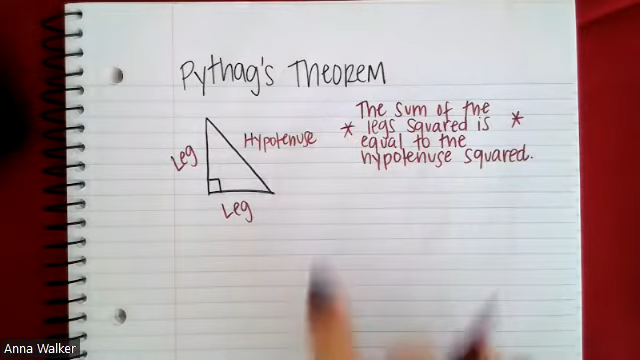 Pythag's Theorem
The sum of the
* legs squared is *
equal to the
hypotenuse squared.
Leg
Hypotenuse
Leg
Anna Walker